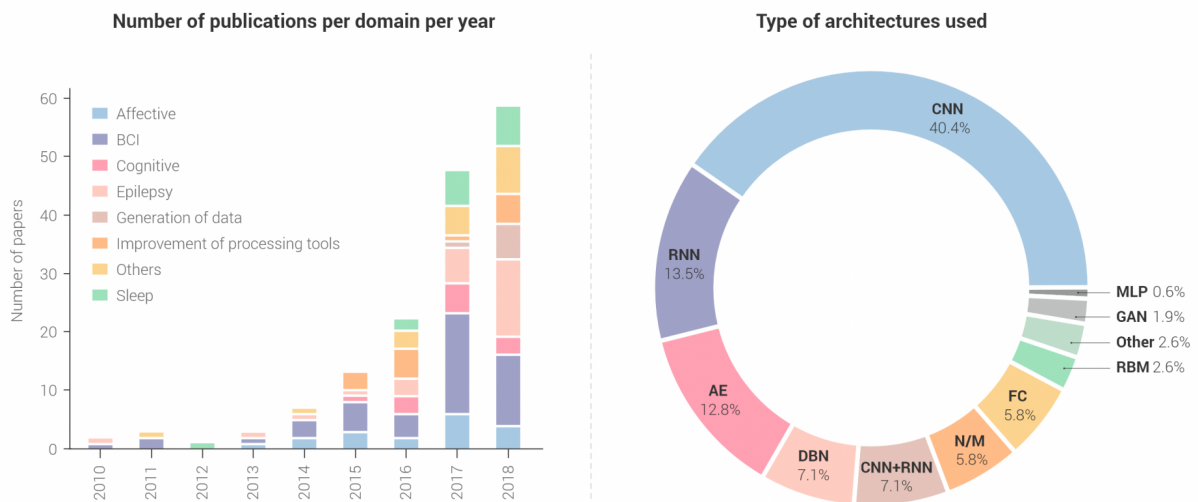 Number of publications per domain per year
60
50
40
30
20
10
0
Number of papers
Affective
BCI
Cognitive
Epilepsy
Generation of data
Improvement of processing tools
Others
Sleep
2010
2011
2012
2013
2014
2015
2016
2017
2018
Type of architectures used
CNN
40.4%
RNN
13.5%
AE
12.8%
DBN
7.1%
CNN+RNN
7.1%
N/M
5.8%
FC
5.8%
MLP 0.6%
GAN 1.9%
Other 2.6%
RBM 2.6%